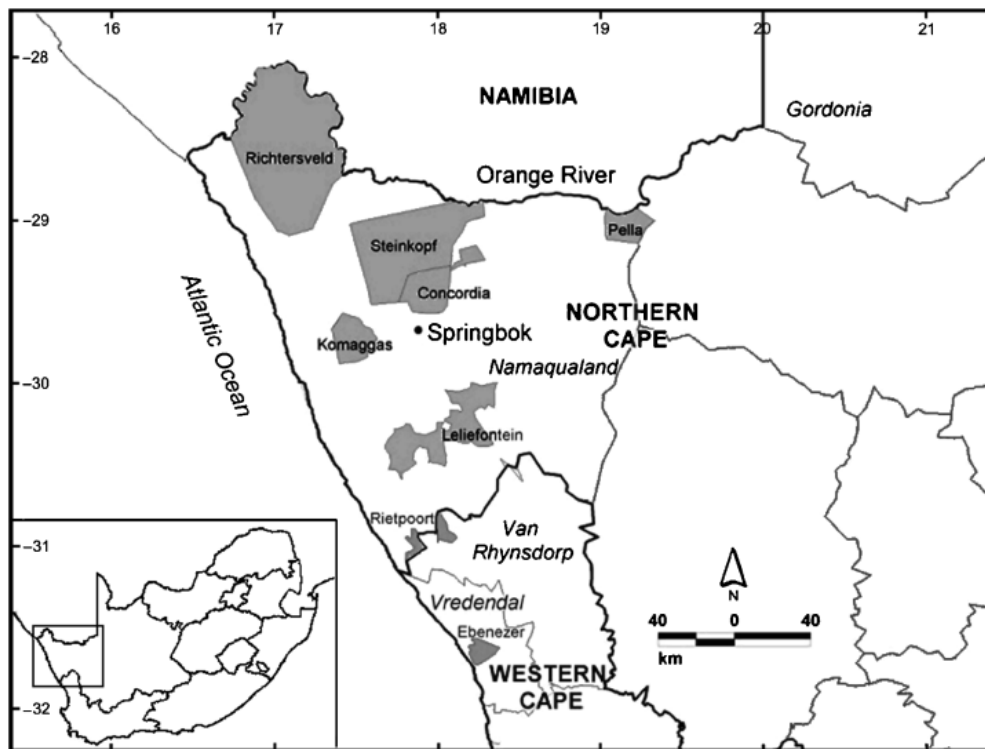 16 17 18 19 20 21
-28
-29
-30
-31
-32
NAMIBIA
Gordonia
Richtersveld
Orange River
Steinkopf
Pella
Concordia
Springbok
NORTHERN
CAPE
Komaggas
Atlantic Ocean
Namaqualand
Leliefontein
Rietpoort
Van
Rhynsdorp
Vredendal
Ebenezer
WESTERN
CAPE
N
40 0 40
km